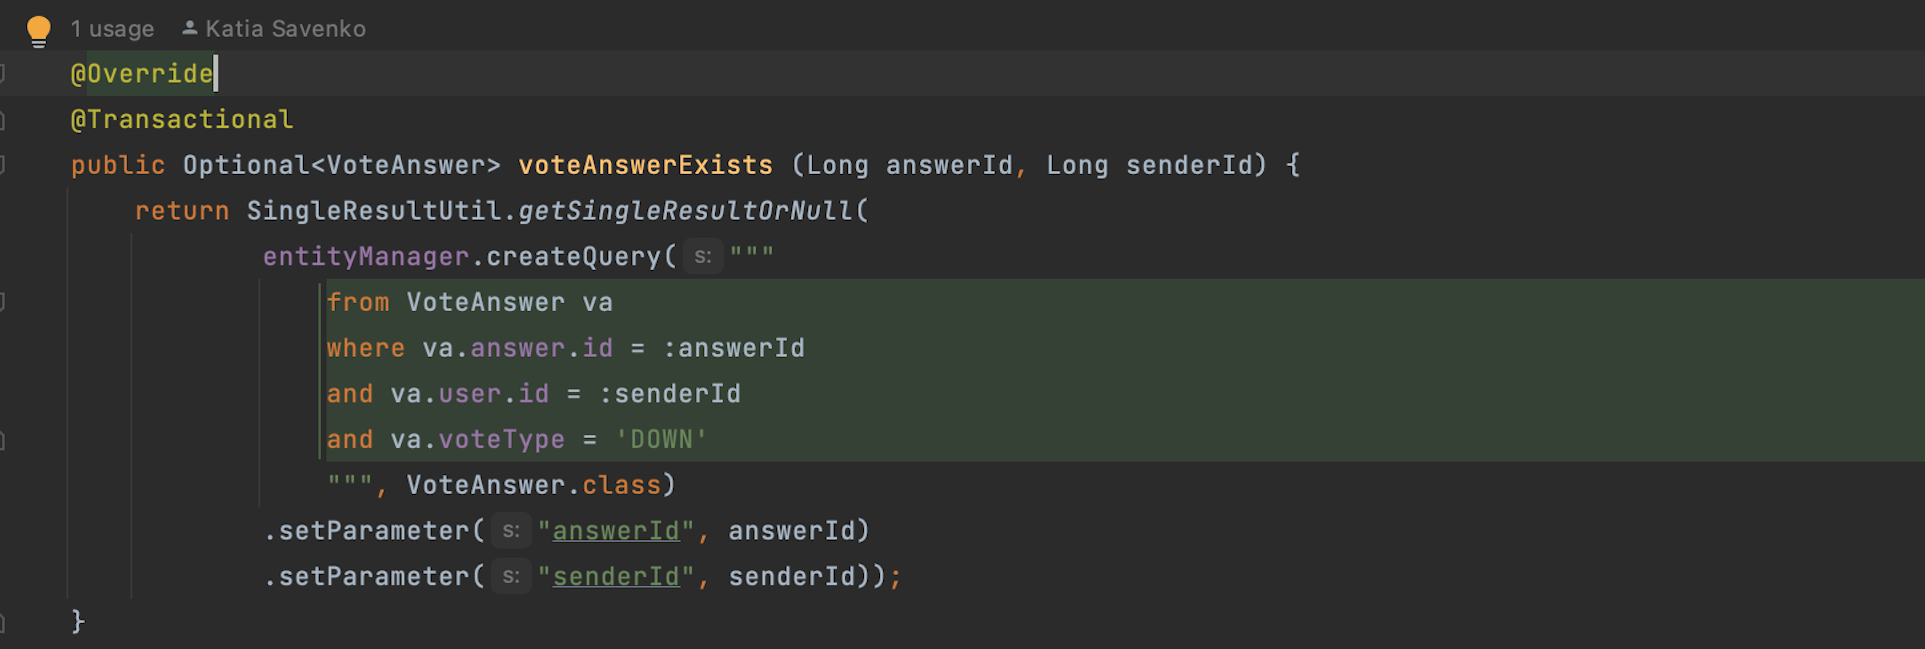 1 usage Katia Savenko
@Override
@Transactional
public Optional<VoteAnswer> voteAnswerExists (Long answerId, Long senderId) {
return SingleResultUtil.getSingleResultOrNull(
entityManager.createQuery( s: """
from VoteAnswer va
where va.answer.id = :answerId
and va.user.id = :senderId
and va.voteType = 'DOWN'
""", VoteAnswer.class)
.setParameter( s: "answerId", answerId)
.setParameter( s: "senderId", senderId));
}